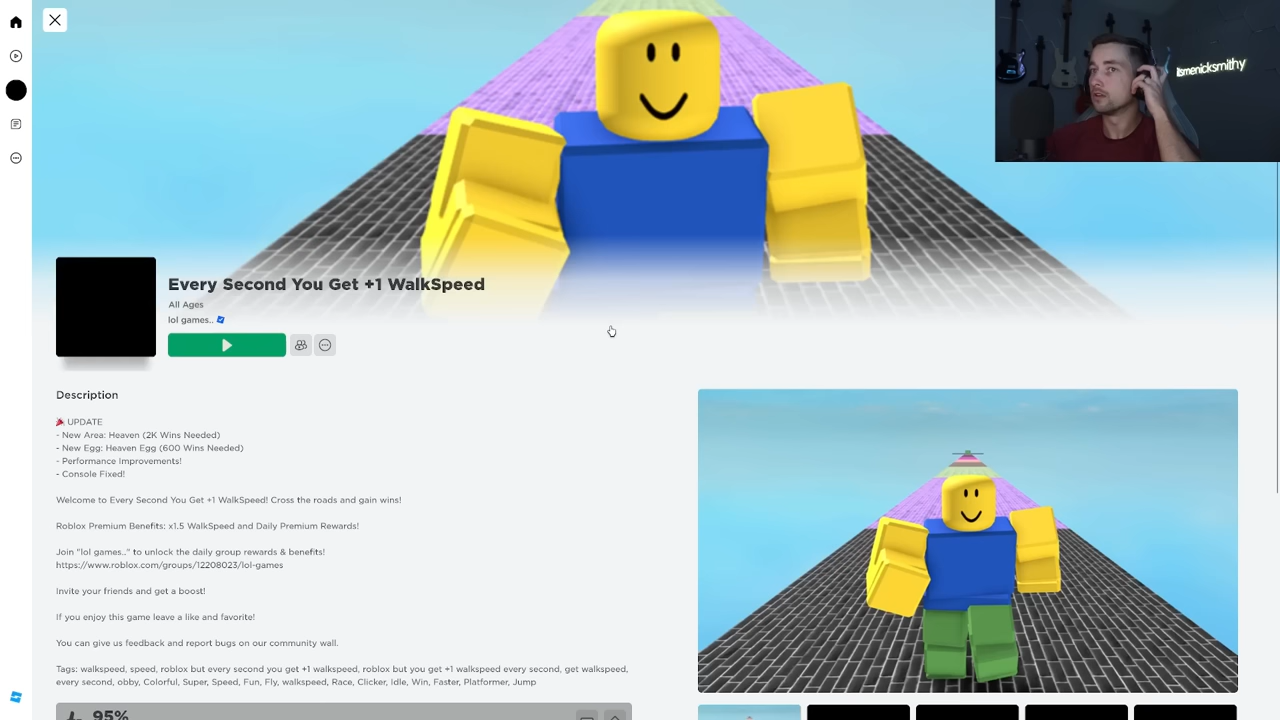 itsmenicksmithy
Every Second You Get +1 WalkSpeed
All Ages
lol games..
Description
🎉 UPDATE
- New Area: Heaven (2K Wins Needed)
- New Egg: Heaven Egg (600 Wins Needed)
- Performance Improvements!
- Console Fixed!
Welcome to Every Second You Get +1 WalkSpeed! Cross the roads and gain wins!
Roblox Premium Benefits: x1.5 WalkSpeed and Daily Premium Rewards!
Join "lol games.." to unlock the daily group rewards & benefits!
https://www.roblox.com/groups/12208023/lol-games
Invite your friends and get a boost!
If you enjoy this game leave a like and favorite!
You can give us feedback and report bugs on our community wall.
Tags: walkspeed, speed, roblox but every second you get +1 walkspeed, roblox but you get +1 walkspeed every second, get walkspeed,
every second, obby, Colorful, Super, Speed, Fun, Fly, walkspeed, Race, Clicker, Idle, Win, Faster, Platformer, Jump
95%